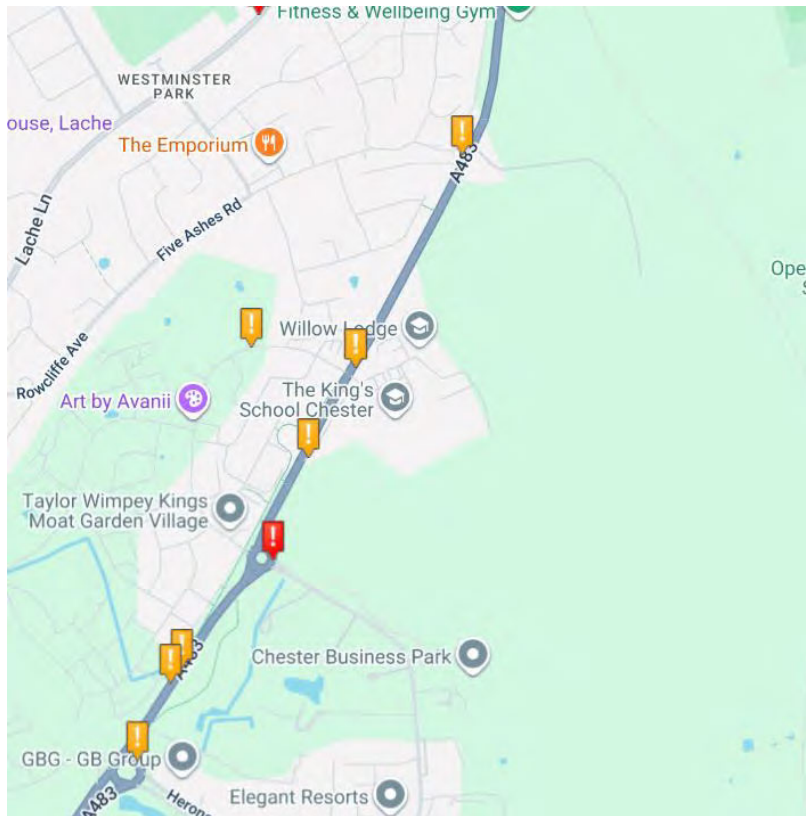 Fitness & Wellbeing Gym
WESTMINSTER
PARK
ouse, Lache
The Emporium
A483
Lache Ln
Five Ashes Rd
Ope
Willow Lodge
Rowcliffe Ave
Art by Avanii
The King's
School Chester
Taylor Wimpey Kings
Moat Garden Village
A483
Chester Business Park
GBG - GB Group
A483
Heron
Elegant Resorts